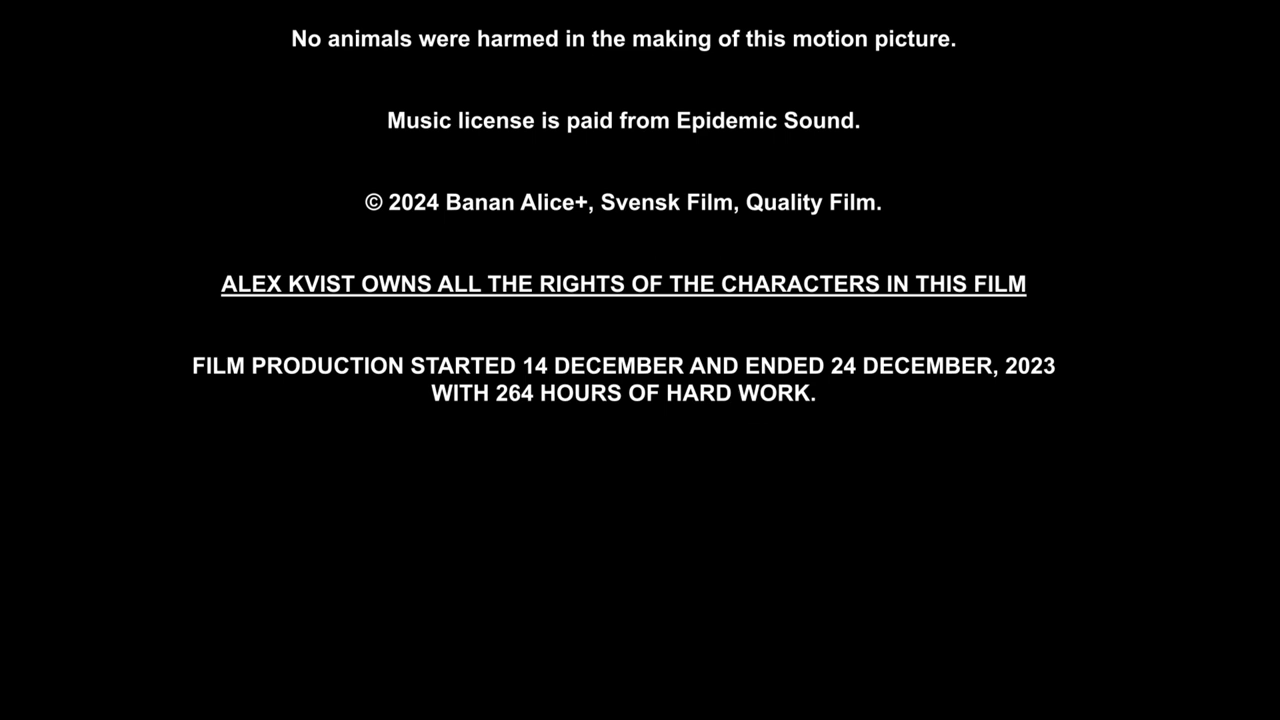 No animals were harmed in the making of this motion picture.
Music license is paid from Epidemic Sound.
© 2024 Banan Alice+, Svensk Film, Quality Film.
ALEX KVIST OWNS ALL THE RIGHTS OF THE CHARACTERS IN THIS FILM
FILM PRODUCTION STARTED 14 DECEMBER AND ENDED 24 DECEMBER, 2023
WITH 264 HOURS OF HARD WORK.